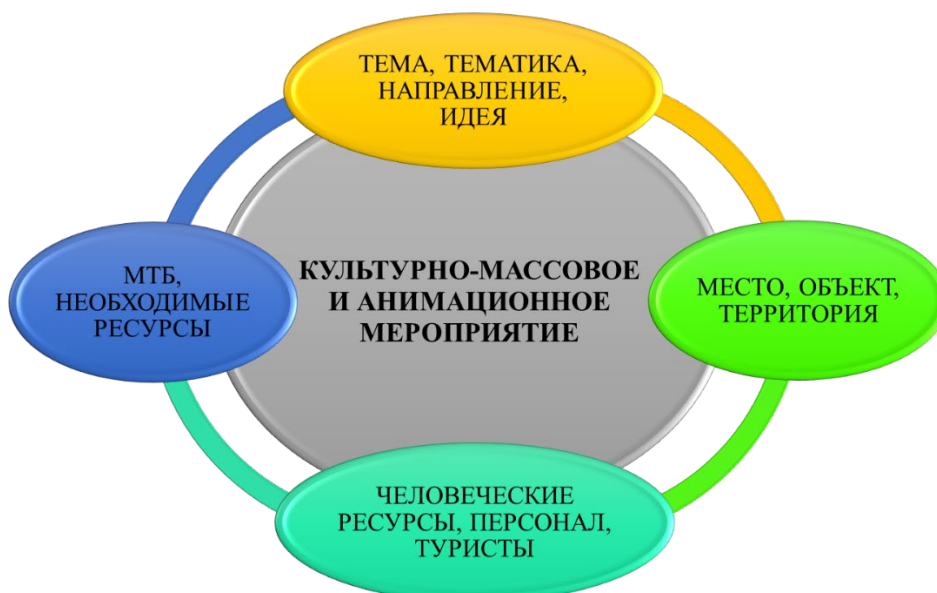 ТЕМА, ТЕМАТИКА,
НАПРАВЛЕНИЕ,
ИДЕЯ
МТБ,
НЕОБХОДИМЫЕ
РЕСУРСЫ
КУЛЬТУРНО-МАССОВОЕ
И АНИМАЦИОННОЕ
МЕРОПРИЯТИЕ
МЕСТО, ОБЪЕКТ,
ТЕРРИТОРИЯ
ЧЕЛОВЕЧЕСКИЕ
РЕСУРСЫ, ПЕРСОНАЛ,
ТУРИСТЫ